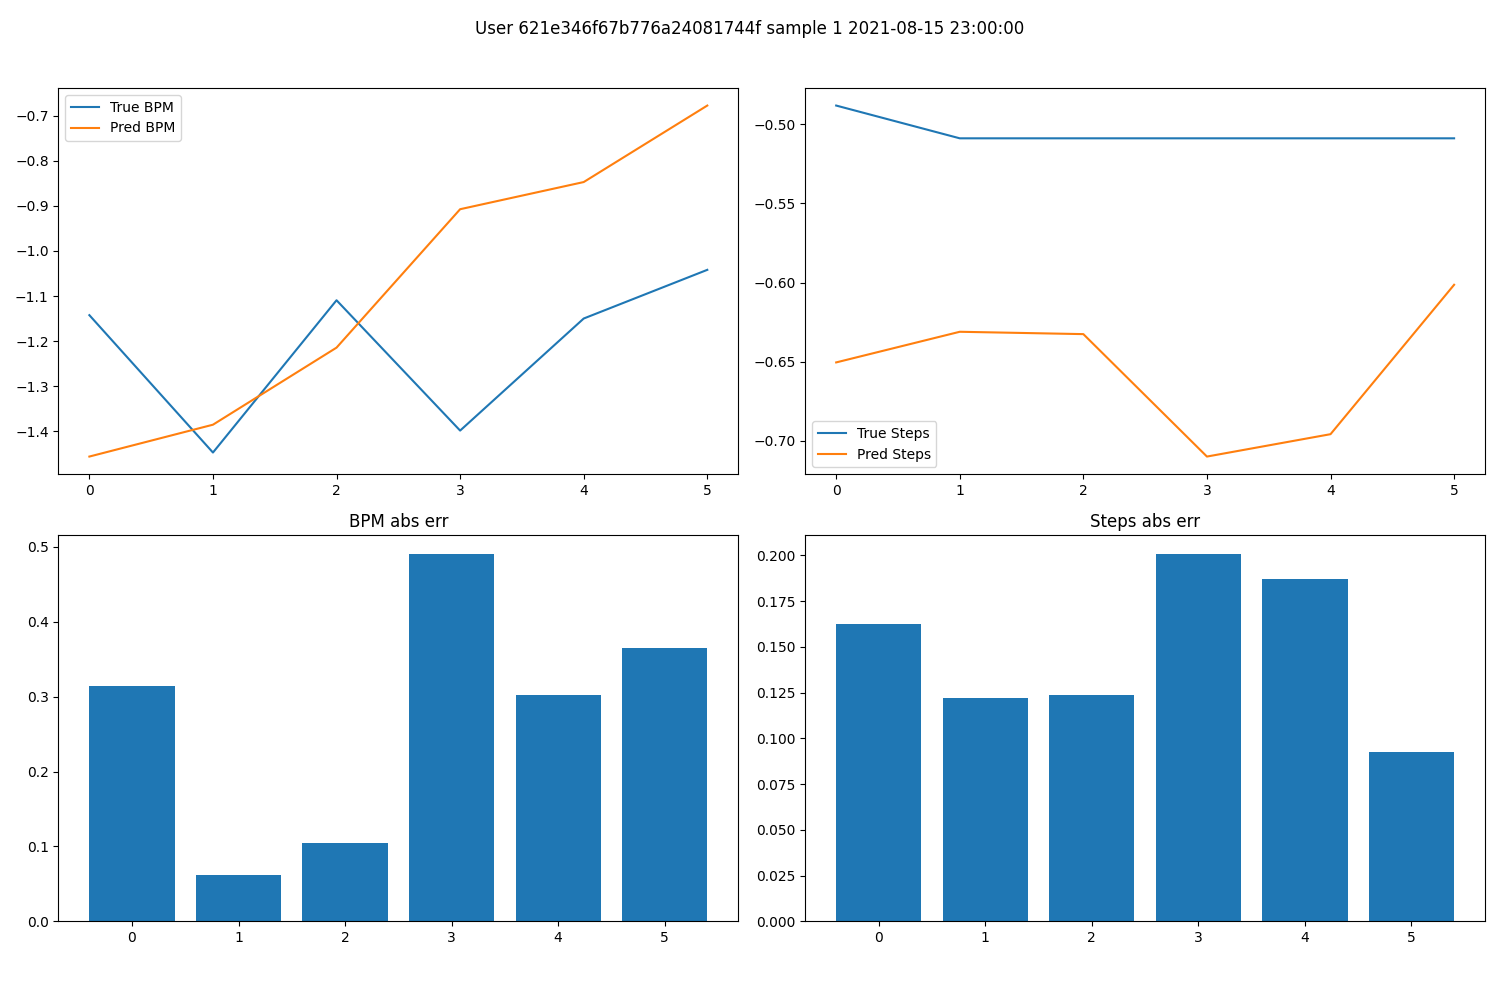 User 621e346f67b776a24081744f sample 1 2021-08-15 23:00:00
True BPM
Pred BPM
−0.7
−0.8
−0.9
−1.0
−1.1
−1.2
−1.3
−1.4
0 1 2 3 4 5
True Steps
Pred Steps
−0.50
−0.55
−0.60
−0.65
−0.70
0 1 2 3 4 5
BPM abs err
0.5
0.4
0.3
0.2
0.1
0.0
0 1 2 3 4 5
Steps abs err
0.200
0.175
0.150
0.125
0.100
0.075
0.050
0.025
0.000
0 1 2 3 4 5